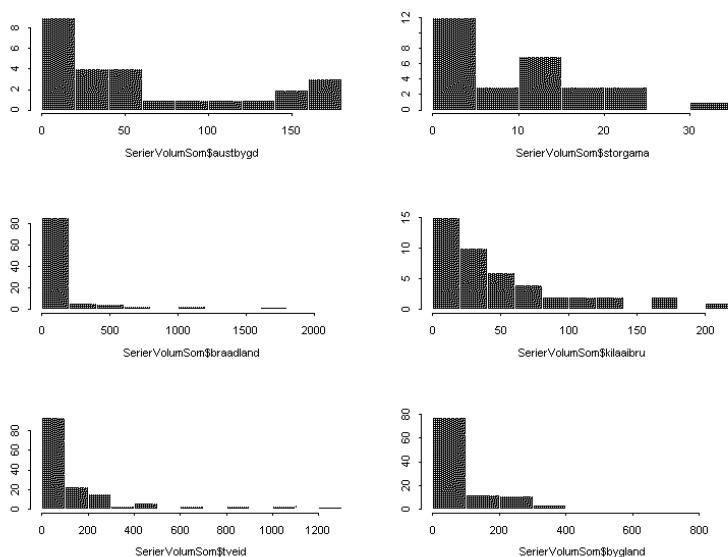 0 2 4 6 8
0 50 100 150
SerierVolumSom$austbygd
0 2 4 6 8 12
0 10 20 30
SerierVolumSom$storgama
0 20 40 60 80
0 500 1000 1500 2000
SerierVolumSom$braadland
0 5 10 15
0 50 100 150 200
SerierVolumSom$kilaaibru
0 20 40 60 80
0 200 400 600 800 1000 1200
SerierVolumSom$tveid
0 20 40 60 80
0 200 400 600 800
SerierVolumSom$bygland